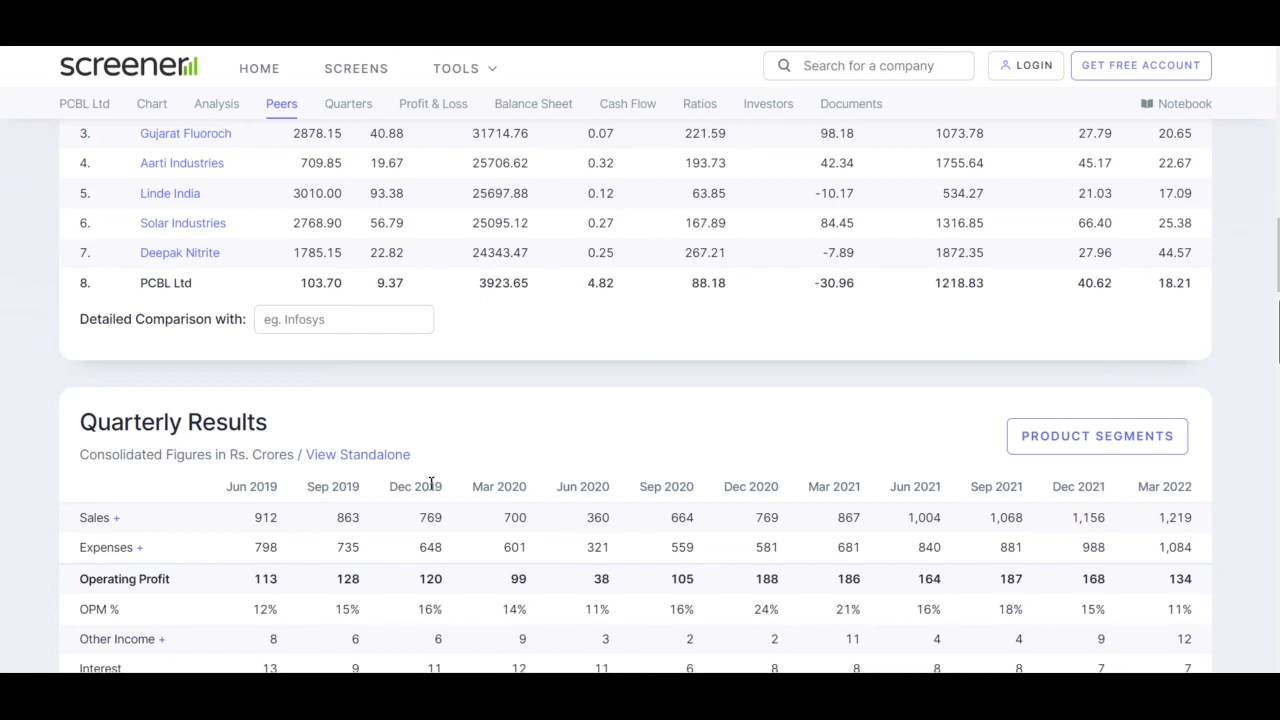 screener HOME SCREENS TOOLS Search for a company LOGIN GET FREE ACCOUNT
PCBL Ltd Chart Analysis Peers Quarters Profit & Loss Balance Sheet Cash Flow Ratios Investors Documents Notebook
3. Gujarat Fluoroch 2878.15 40.88 31714.76 0.07 221.59 98.18 1073.78 27.79 20.65
4. Aarti Industries 709.85 19.67 25706.62 0.32 193.73 42.34 1755.64 45.17 22.67
5. Linde India 3010.00 93.38 25697.88 0.12 63.85 -10.17 534.27 21.03 17.09
6. Solar Industries 2768.90 56.79 25095.12 0.27 167.89 84.45 1316.85 66.40 25.38
7. Deepak Nitrite 1785.15 22.82 24343.47 0.25 267.21 -7.89 1872.35 27.96 44.57
8. PCBL Ltd 103.70 9.37 3923.65 4.82 88.18 -30.96 1218.83 40.62 18.21
Detailed Comparison with: eg. Infosys
Quarterly Results
PRODUCT SEGMENTS
Consolidated Figures in Rs. Crores / View Standalone
Jun 2019 Sep 2019 Dec 2019 Mar 2020 Jun 2020 Sep 2020 Dec 2020 Mar 2021 Jun 2021 Sep 2021 Dec 2021 Mar 2022
Sales + 912 863 769 700 360 664 769 867 1,004 1,068 1,156 1,219
Expenses + 798 735 648 601 321 559 581 681 840 881 988 1,084
Operating Profit 113 128 120 99 38 105 188 186 164 187 168 134
OPM % 12% 15% 16% 14% 11% 16% 24% 21% 16% 18% 15% 11%
Other Income + 8 6 6 9 3 2 2 11 4 4 9 12
Interest 13 9 11 12 11 6 8 8 8 8 7 7